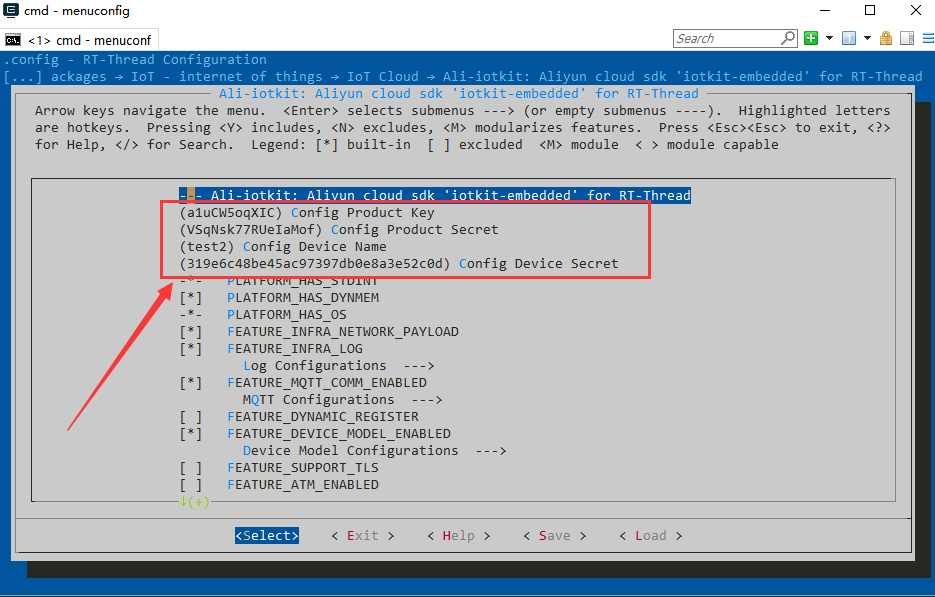 cmd - menuconfig
<1> cmd - menuconf
Search
.config - RT-Thread Configuration
[...] ackages → IoT - internet of things → IoT Cloud → Ali-iotkit: Aliyun cloud sdk 'iotkit-embedded' for RT-Thread
Ali-iotkit: Aliyun cloud sdk 'iotkit-embedded' for RT-Thread
Arrow keys navigate the menu. <Enter> selects submenus ---> (or empty submenus ----). Highlighted letters
are hotkeys. Pressing <Y> includes, <N> excludes, <M> modularizes features. Press <Esc><Esc> to exit, <?>
for Help, </> for Search. Legend: [*] built-in [ ] excluded <M> module < > module capable
--- Ali-iotkit: Aliyun cloud sdk 'iotkit-embedded' for RT-Thread
(a1uCW5oqXIC) Config Product Key
(VSqNsk77RUeIaMof) Config Product Secret
(test2) Config Device Name
(319e6c48be45ac97397db0e8a3e52c0d) Config Device Secret
-*- PLATFORM_HAS_STDINT
[*] PLATFORM_HAS_DYNMEM
-*- PLATFORM_HAS_OS
[*] FEATURE_INFRA_NETWORK_PAYLOAD
[*] FEATURE_INFRA_LOG
Log Configurations --->
[*] FEATURE_MQTT_COMM_ENABLED
MQTT Configurations --->
[ ] FEATURE_DYNAMIC_REGISTER
[*] FEATURE_DEVICE_MODEL_ENABLED
Device Model Configurations --->
[ ] FEATURE_SUPPORT_TLS
[ ] FEATURE_ATM_ENABLED
↓(+)
<Select> < Exit > < Help > < Save > < Load >